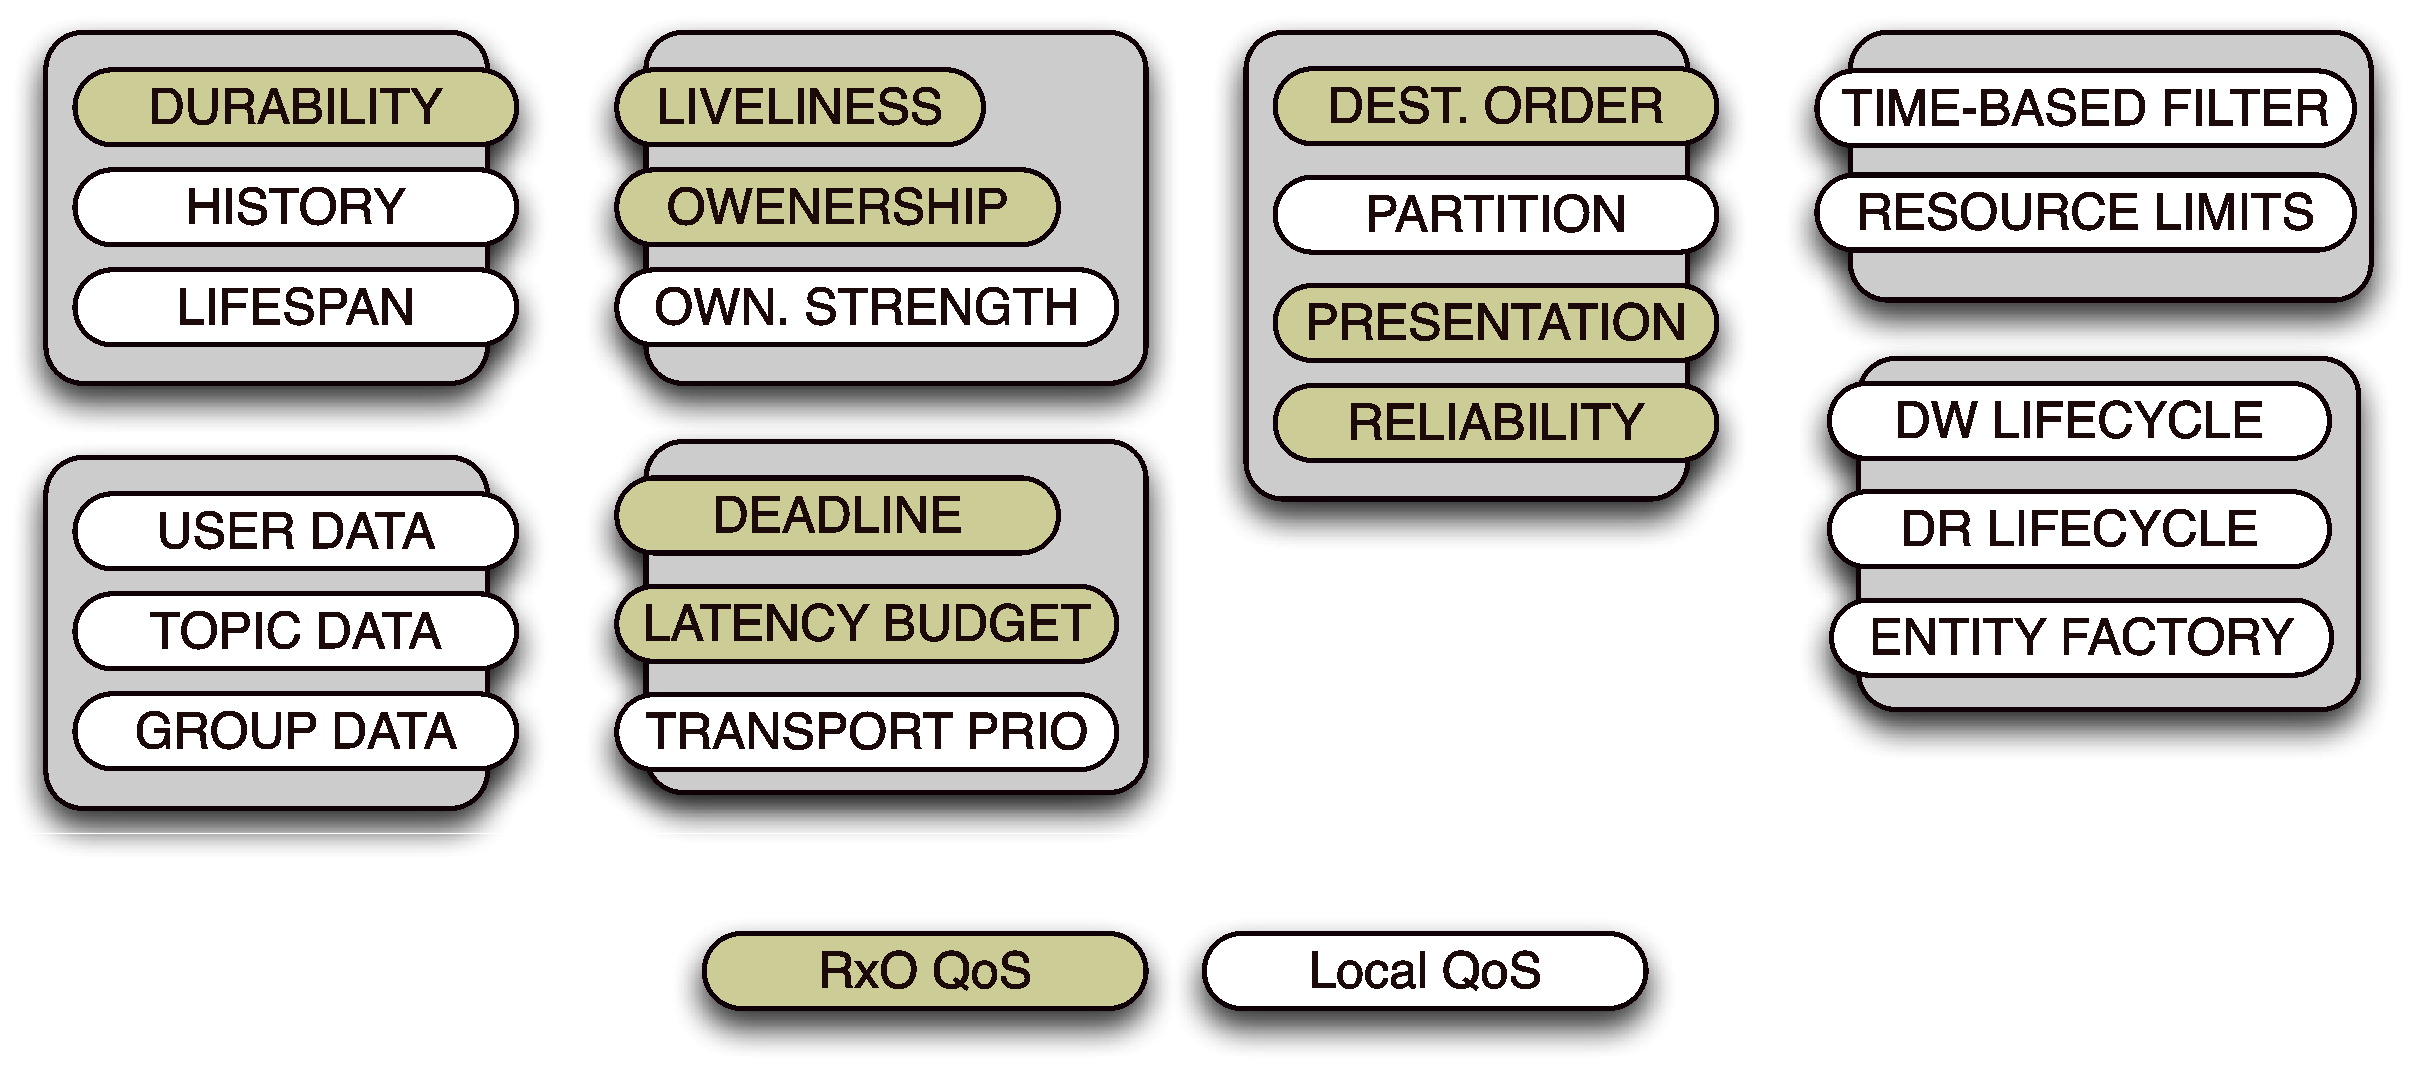 DURABILITY
HISTORY
LIFESPAN
LIVELINESS
OWENERSHIP
OWN. STRENGTH
DEST. ORDER
PARTITION
PRESENTATION
RELIABILITY
TIME-BASED FILTER
RESOURCE LIMITS
USER DATA
TOPIC DATA
GROUP DATA
DEADLINE
LATENCY BUDGET
TRANSPORT PRIO
DW LIFECYCLE
DR LIFECYCLE
ENTITY FACTORY
RxO QoS
Local QoS